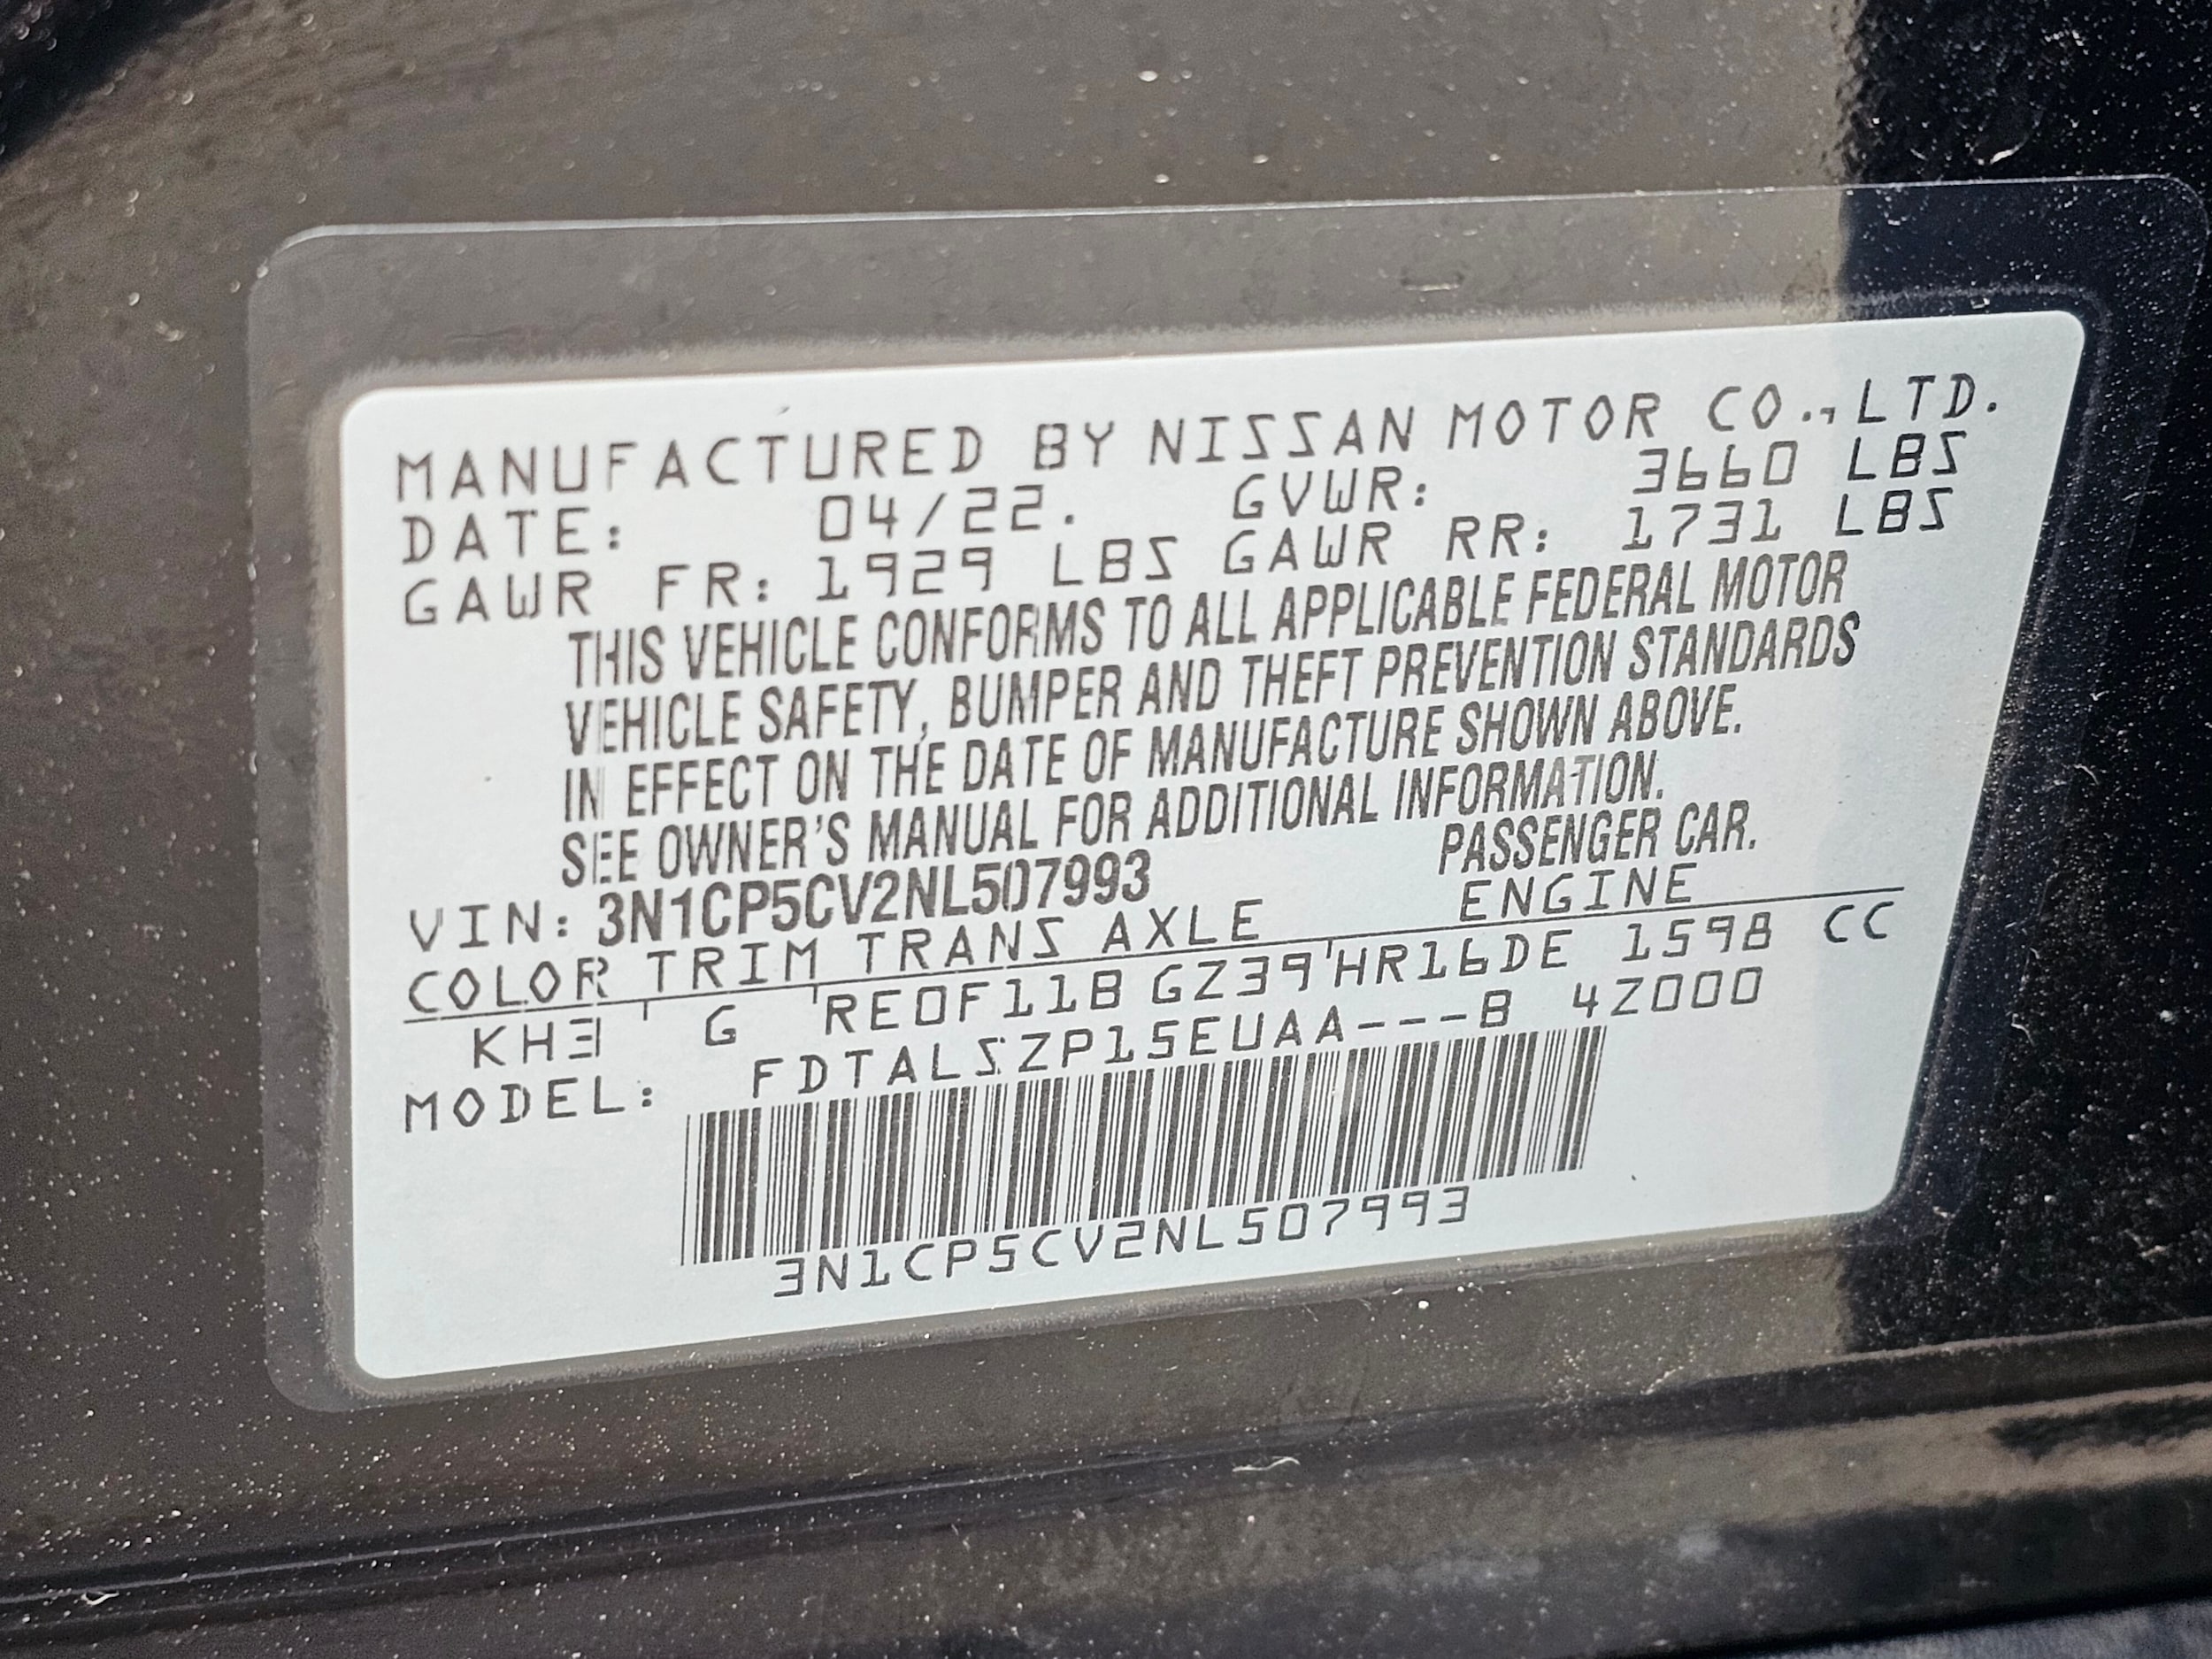 MANUFACTURED BY NISSAN MOTOR CO.,LTD.
DATE: 04/22. GVWR: 3660 LBS
GAWR FR: 1929 LBS GAWR RR: 1731 LBS
THIS VEHICLE CONFORMS TO ALL APPLICABLE FEDERAL MOTOR
VEHICLE SAFETY, BUMPER AND THEFT PREVENTION STANDARDS
IN EFFECT ON THE DATE OF MANUFACTURE SHOWN ABOVE.
SEE OWNER'S MANUAL FOR ADDITIONAL INFORMATION.
VIN: 3N1CP5CV2NL507993 PASSENGER CAR.
COLOR TRIM TRANS AXLE ENGINE
KH3 G RE0F11B GZ39 HR16DE 1598 CC
MODEL: FDTALSZP15EUAA---B 4Z000
3N1CP5CV2NL507993